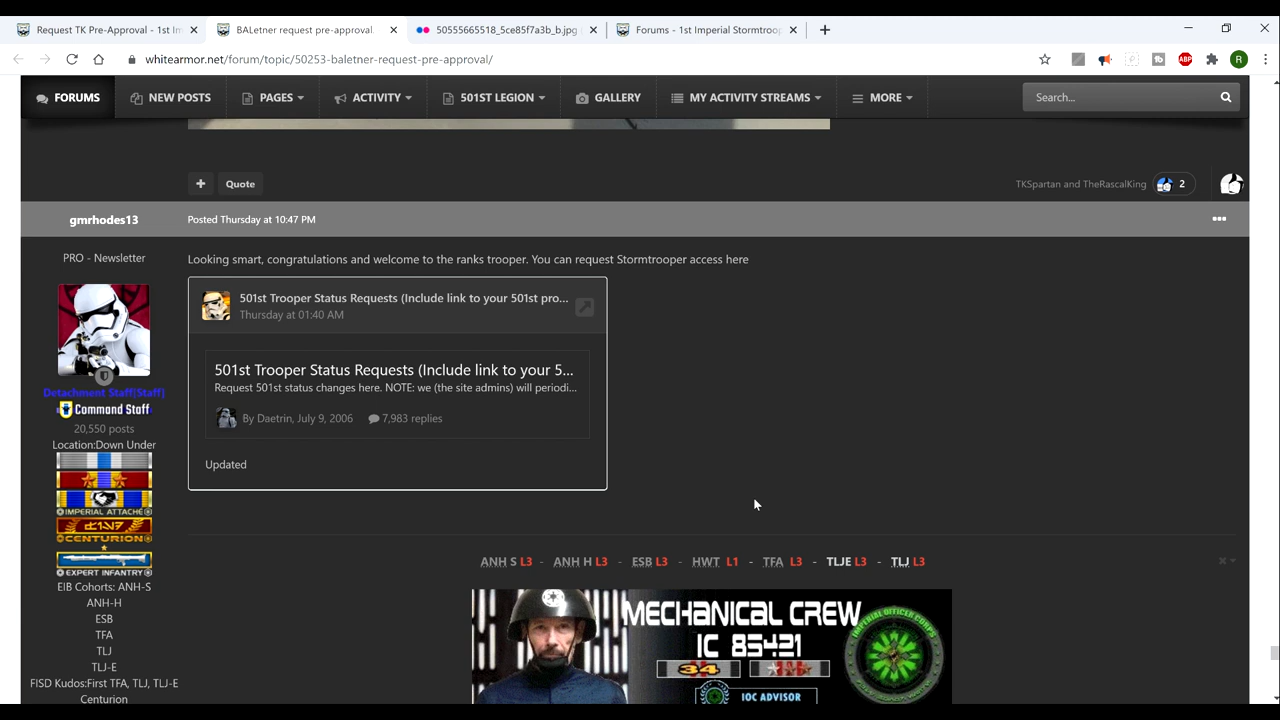 Request TK Pre-Approval - 1st Im
BALetner request pre-approval.
50555665518_5ce85f7a3b_b.jpg
Forums - 1st Imperial Stormtroop
whitearmor.net/forum/topic/50253-baletner-request-pre-approval/
ABP
R
FORUMS
NEW POSTS
PAGES
ACTIVITY
501ST LEGION
GALLERY
MY ACTIVITY STREAMS
MORE
Search...
+
Quote
TKSpartan and TheRascalKing
2
gmrhodes13
Posted Thursday at 10:47 PM
PRO - Newsletter
Looking smart, congratulations and welcome to the ranks trooper. You can request Stormtrooper access here
501st Trooper Status Requests (Include link to your 501st pro...
Thursday at 01:40 AM
501st Trooper Status Requests (Include link to your 5...
Request 501st status changes here. NOTE: we (the site admins) will periodi...
By Daetrin, July 9, 2006
7,983 replies
Updated
Detachment Staff(Staff)
Command Staff
20,550 posts
Location:Down Under
IMPERIAL ATTACHÉ
CENTURION
EXPERT INFANTRY
EIB Cohorts: ANH-S
ANH-H
ESB
TFA
TLJ
TLJ-E
FISD Kudos:First TFA, TLJ, TLJ-E
Centurion
ANH S L3 - ANH H L3 - ESB L3 - HWT L1 - TFA L3 - TLJE L3 - TLJ L3
MECHANICAL CREW
IC 85421
34
IOC ADVISOR
IMPERIAL OFFICER CORPS